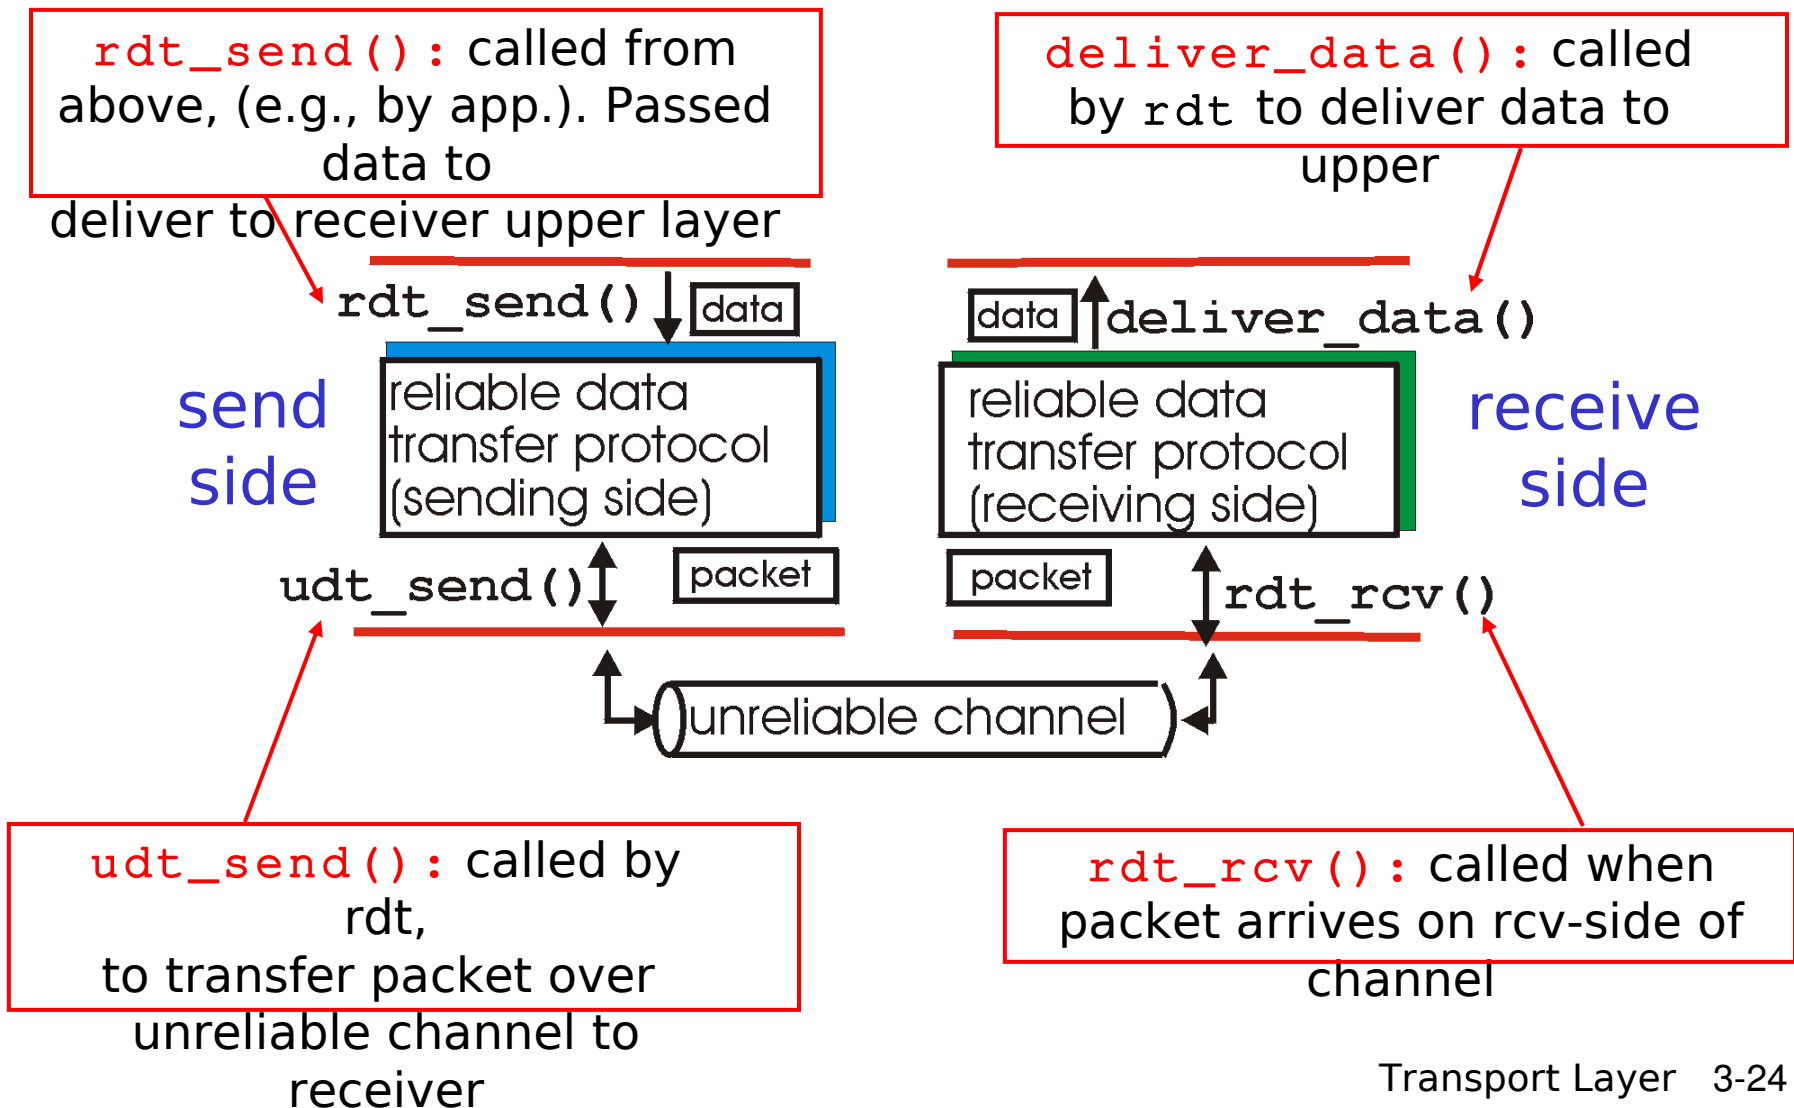 rdt_send(): called from
above, (e.g., by app.). Passed
data to
deliver to receiver upper layer
deliver_data(): called
by rdt to deliver data to
upper
rdt_send()
data
data
deliver_data()
send
side
reliable data
transfer protocol
(sending side)
reliable data
transfer protocol
(receiving side)
receive
side
udt_send()
packet
packet
rdt_rcv()
unreliable channel
udt_send(): called by
rdt,
to transfer packet over
unreliable channel to
receiver
rdt_rcv(): called when
packet arrives on rcv-side of
channel
Transport Layer 3-24